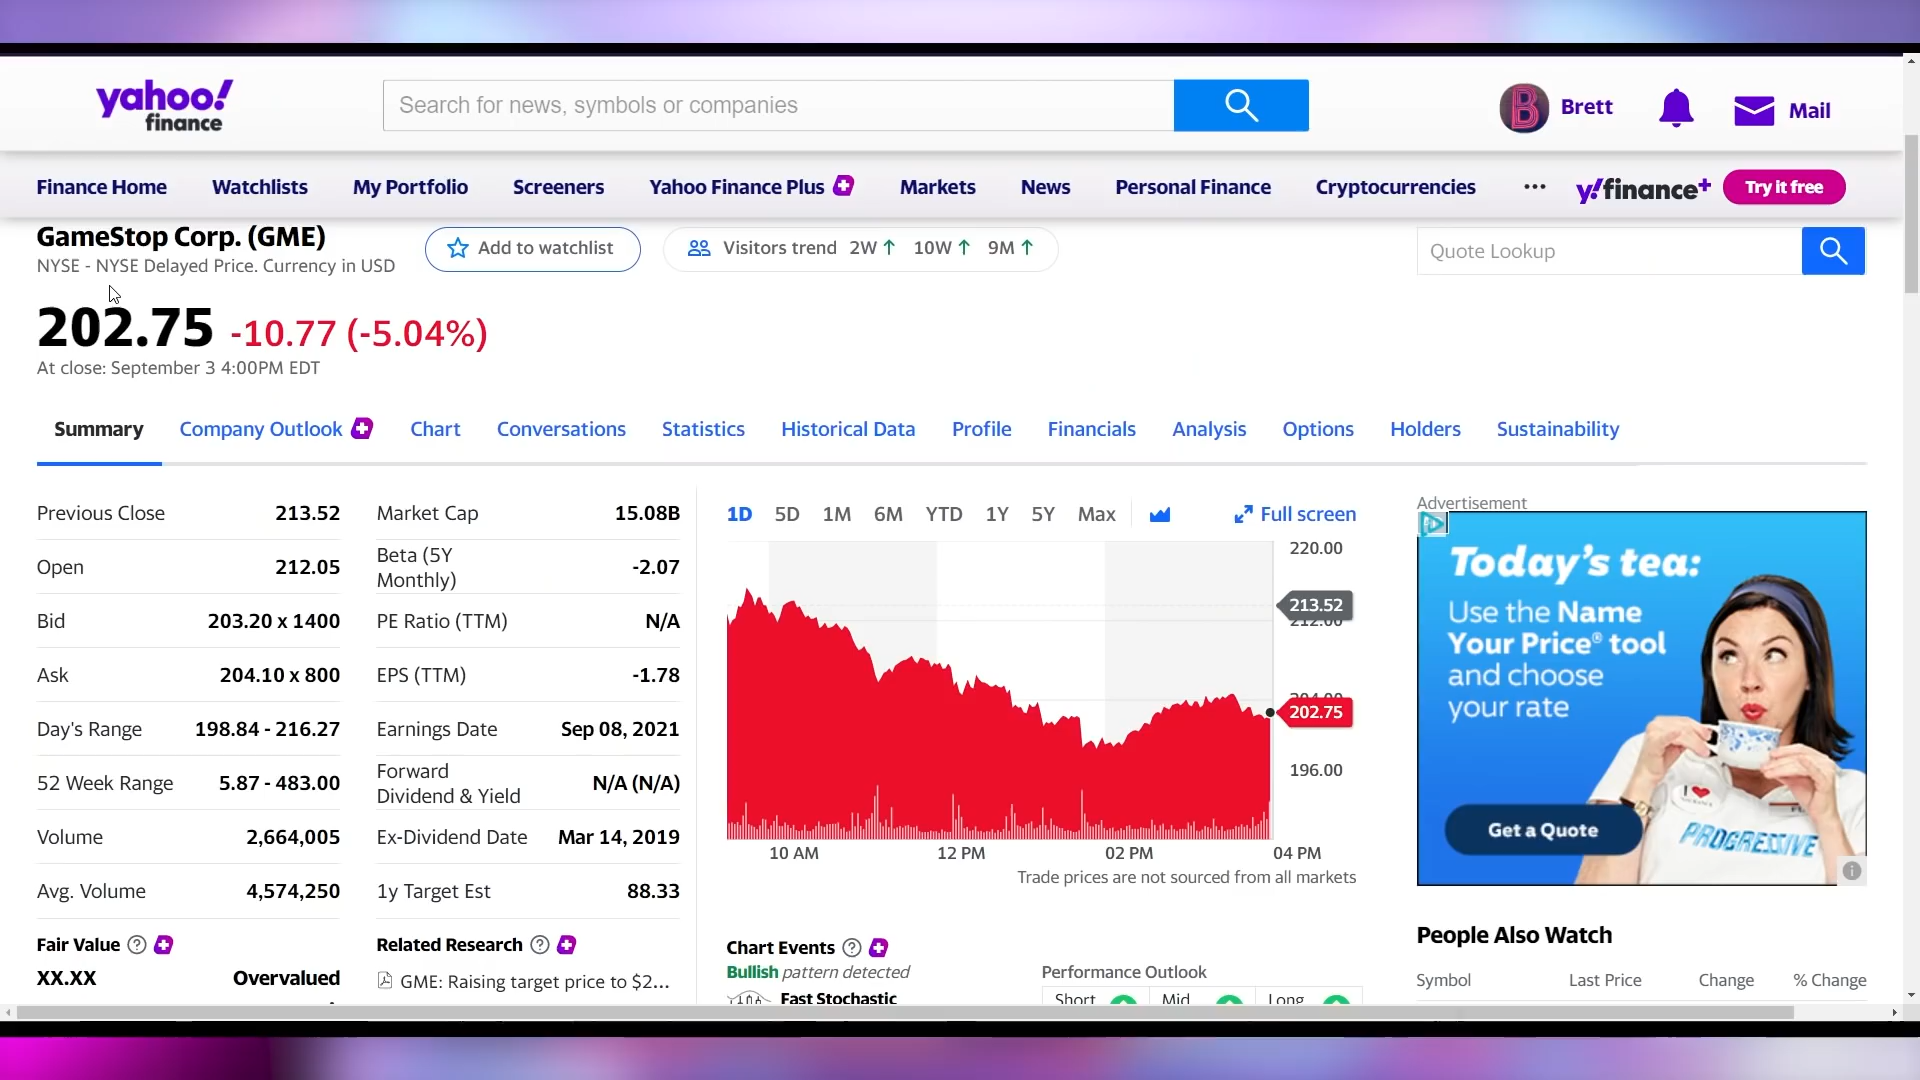 yahoo!
finance
Search for news, symbols or companies
B
Brett
Mail
Finance Home
Watchlists
My Portfolio
Screeners
Yahoo Finance Plus
Markets
News
Personal Finance
Cryptocurrencies
...
y!finance+
Try it free
GameStop Corp. (GME)
NYSE - NYSE Delayed Price. Currency in USD
Add to watchlist
Visitors trend 2W↑ 10W↑ 9M↑
Quote Lookup
202.75 -10.77 (-5.04%)
At close: September 3 4:00PM EDT
Summary
Company Outlook
Chart
Conversations
Statistics
Historical Data
Profile
Financials
Analysis
Options
Holders
Sustainability
Previous Close 213.52
Open 212.05
Bid 203.20 x 1400
Ask 204.10 x 800
Day's Range 198.84 - 216.27
52 Week Range 5.87 - 483.00
Volume 2,664,005
Avg. Volume 4,574,250
Market Cap 15.08B
Beta (5Y
Monthly) -2.07
PE Ratio (TTM) N/A
EPS (TTM) -1.78
Earnings Date Sep 08, 2021
Forward
Dividend & Yield N/A (N/A)
Ex-Dividend Date Mar 14, 2019
1y Target Est 88.33
Fair Value
XX.XX Overvalued
Related Research
GME: Raising target price to $2...
1D 5D 1M 6M YTD 1Y 5Y Max
Full screen
220.00
213.52
212.00
204.00
202.75
196.00
10 AM 12 PM 02 PM 04 PM
Trade prices are not sourced from all markets
Chart Events
Bullish pattern detected
Fast Stochastic
Performance Outlook
Short Mid Long
Advertisement
Today's tea:
Use the Name
Your Price® tool
and choose
your rate
Get a Quote
I ♥
PROGRESSIVE
People Also Watch
Symbol Last Price Change % Change